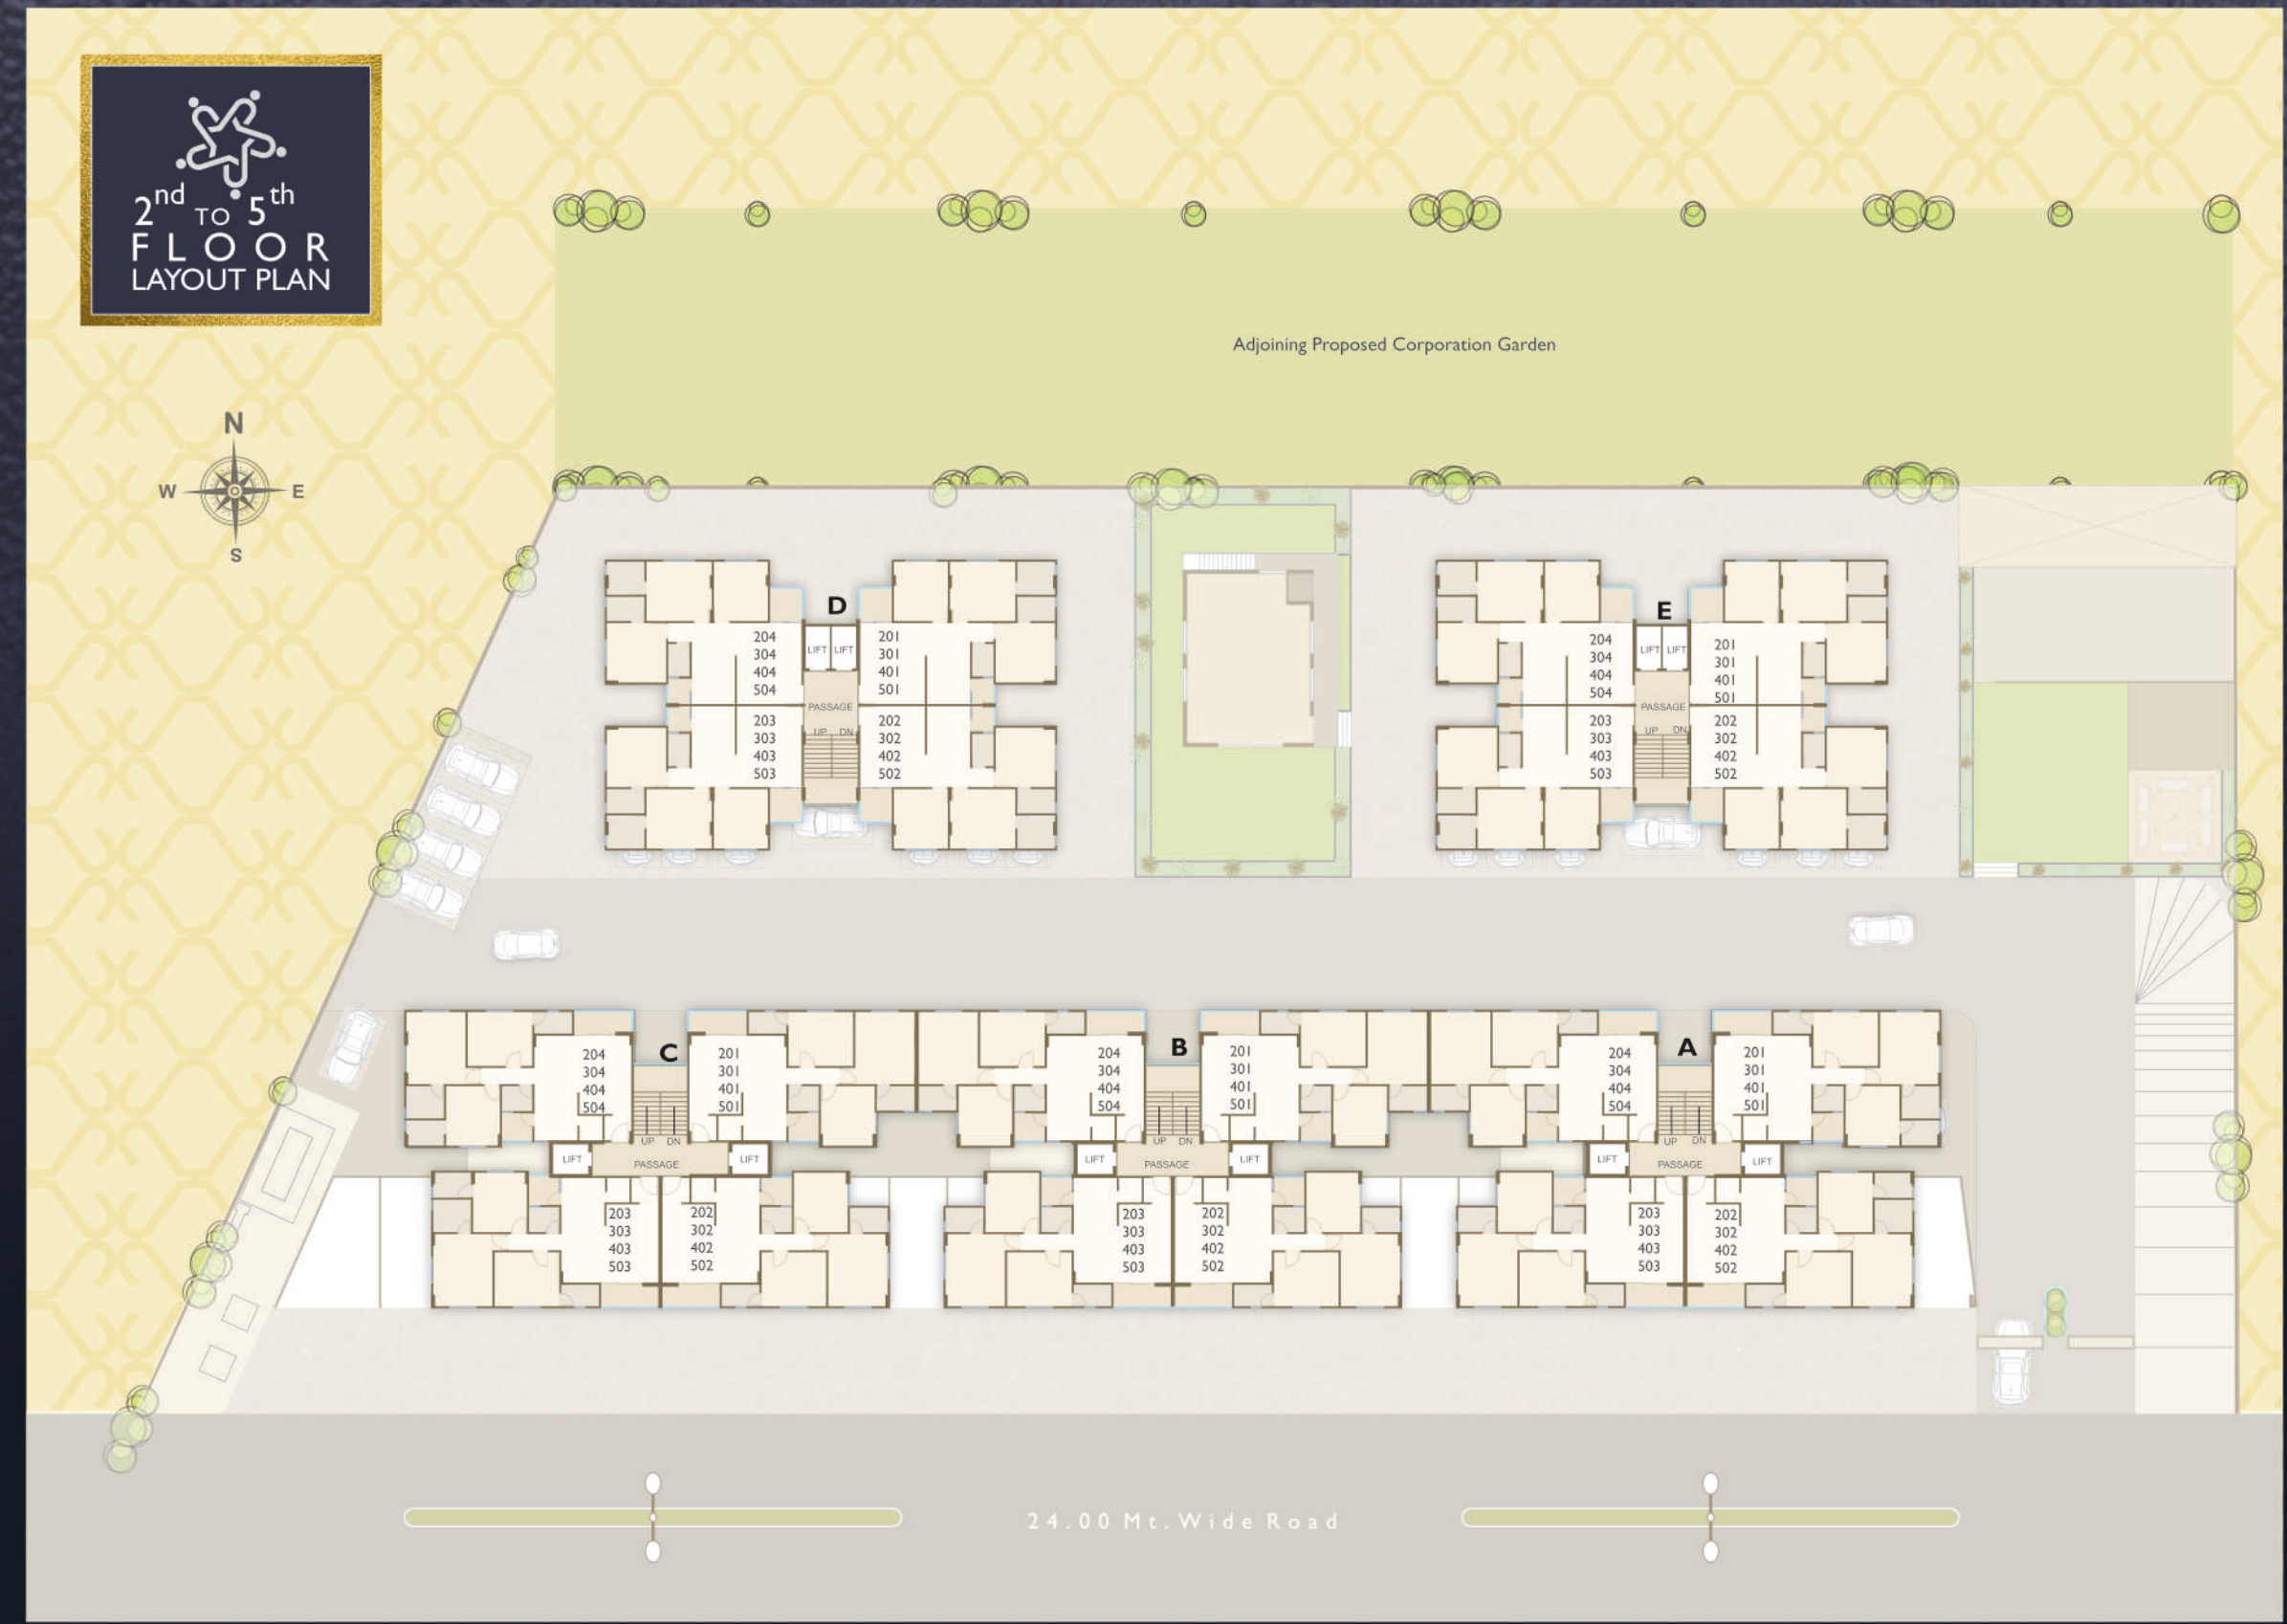 2nd TO 5th
FLOOR
LAYOUT PLAN
Adjoining Proposed Corporation Garden
N
W E
S
D
204
304
404
504
LIFT LIFT
201
301
401
501
PASSAGE
203
303
403
503
UP DN
202
302
402
502
E
204
304
404
504
LIFT LIFT
201
301
401
501
PASSAGE
203
303
403
503
UP DN
202
302
402
502
C
204
304
404
504
201
301
401
501
UP DN
LIFT
PASSAGE
LIFT
203
303
403
503
202
302
402
502
B
204
304
404
504
201
301
401
501
UP DN
LIFT
PASSAGE
LIFT
203
303
403
503
202
302
402
502
A
204
304
404
504
201
301
401
501
UP DN
LIFT
PASSAGE
LIFT
203
303
403
503
202
302
402
502
24.00 Mt. Wide Road